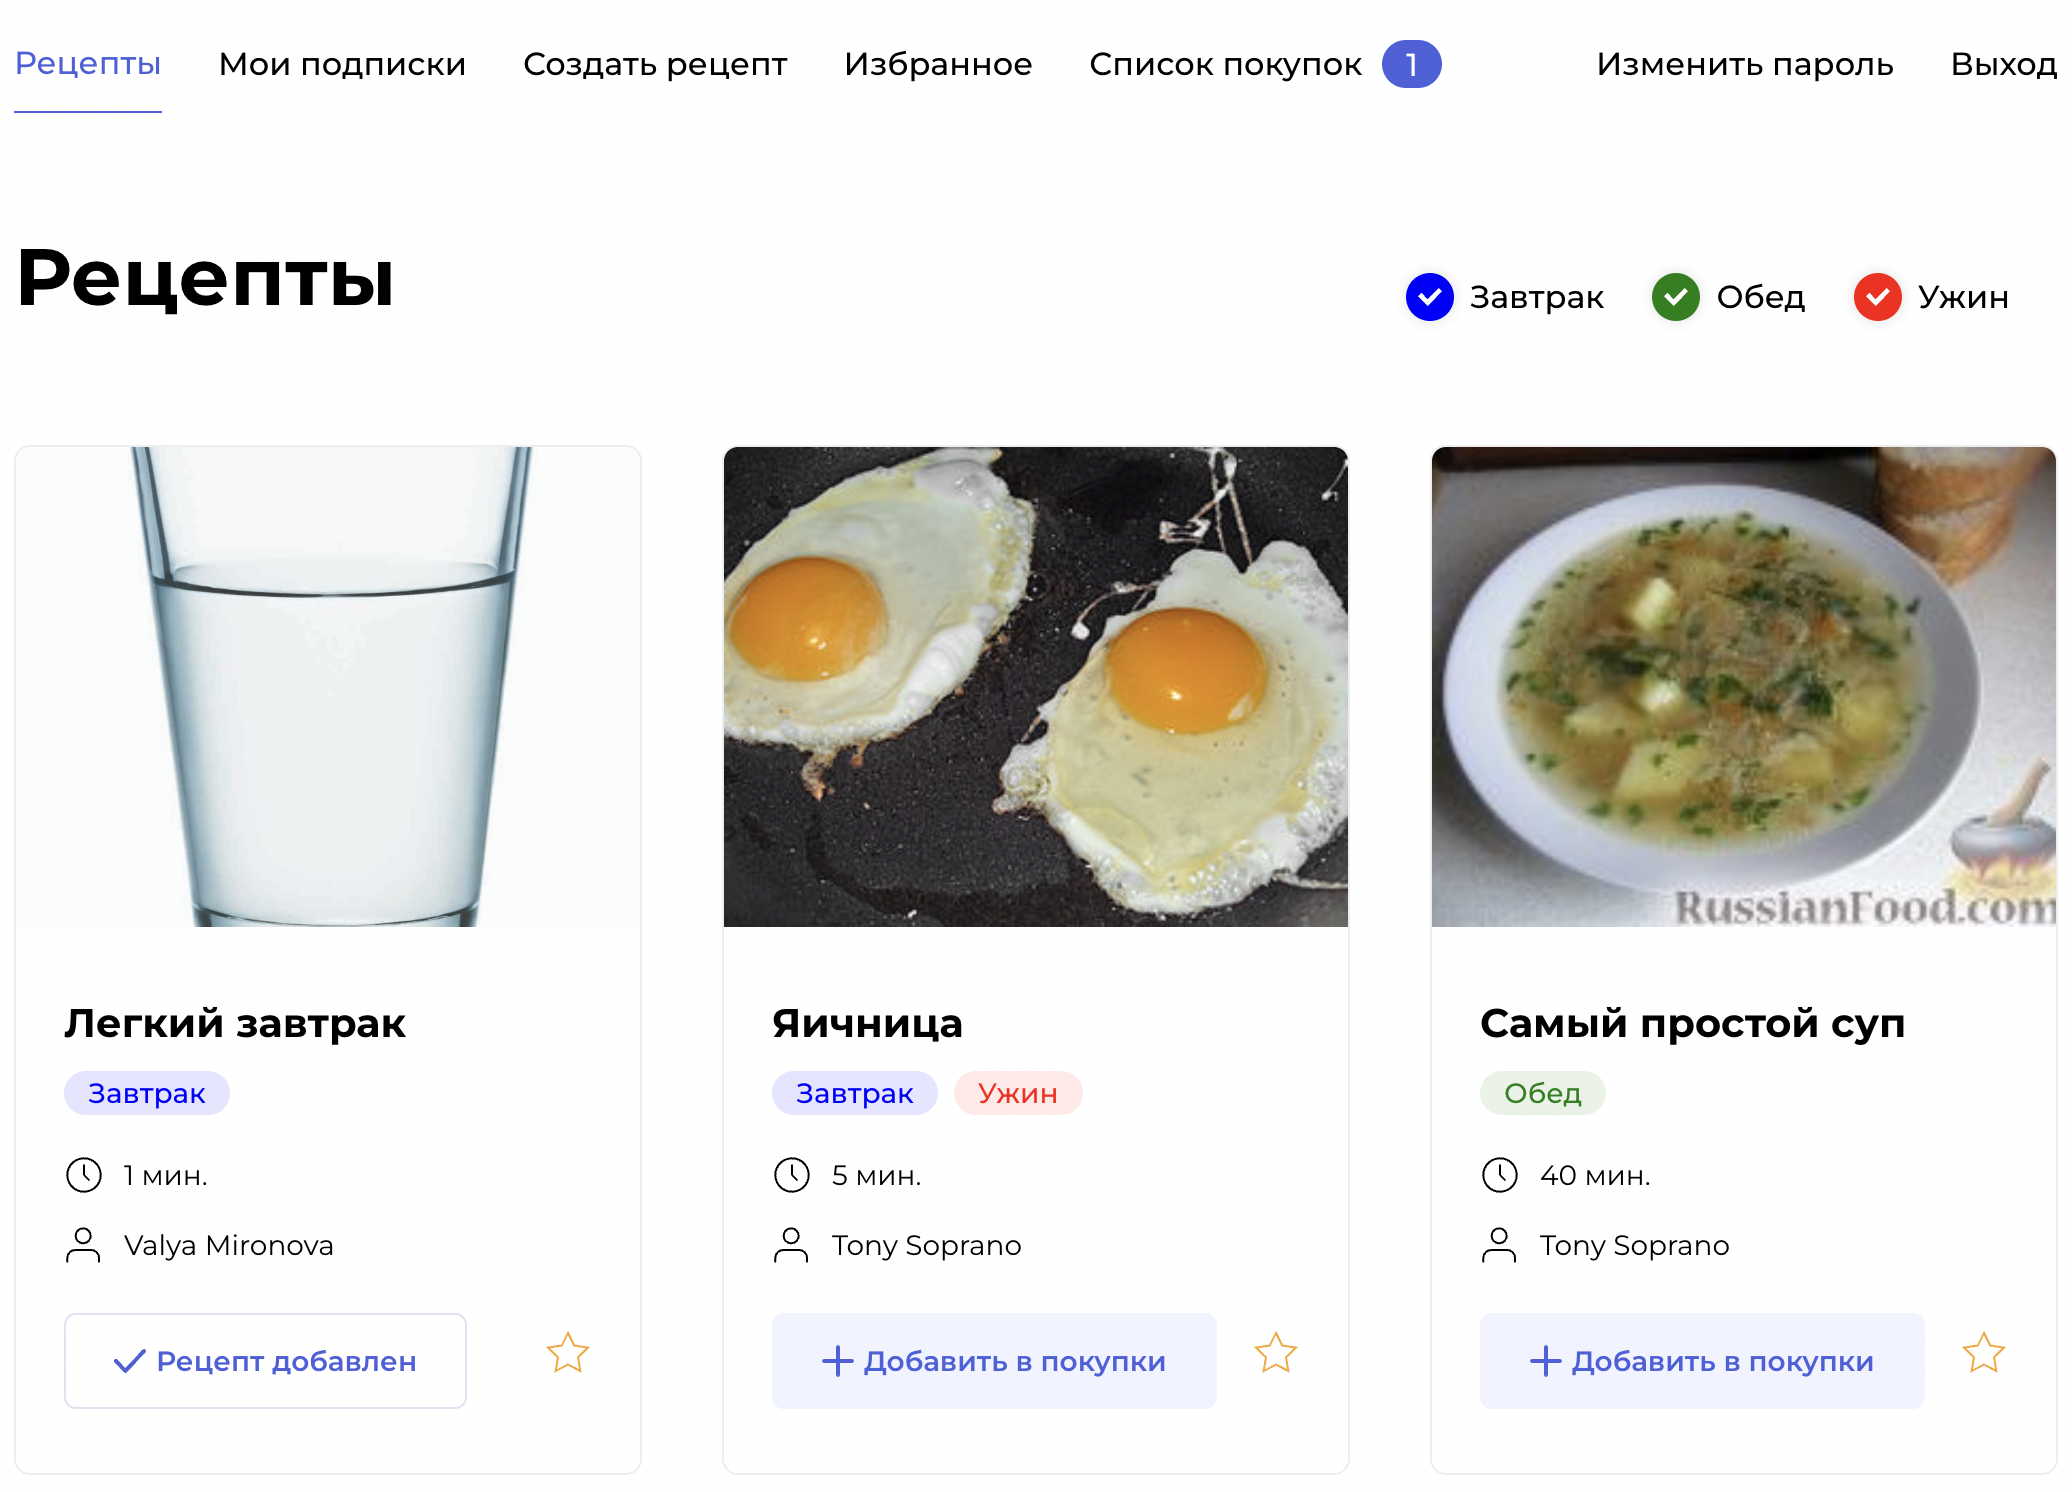 Рецепты Мои подписки Создать рецепт Избранное Список покупок 1 Изменить пароль Выход
Рецепты
Завтрак Обед Ужин
RussianFood.com
Легкий завтрак
Завтрак
1 мин.
Valya Mironova
Рецепт добавлен
Яичница
Завтрак Ужин
5 мин.
Tony Soprano
Добавить в покупки
Самый простой суп
Обед
40 мин.
Tony Soprano
Добавить в покупки